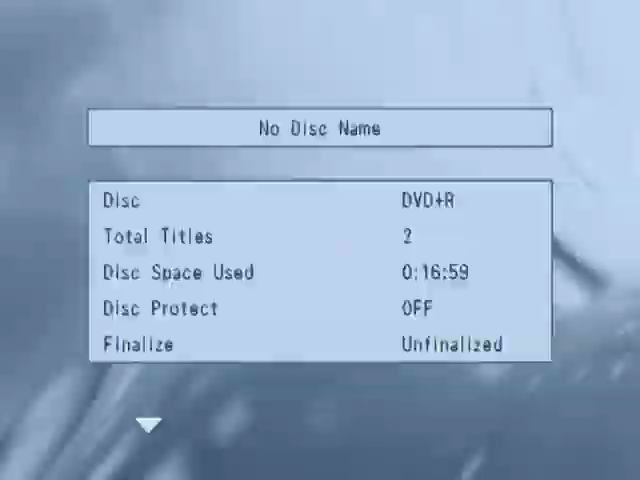 No Disc Name
Disc DVD+R
Total Titles 2
Disc Space Used 0:16:59
Disc Protect OFF
Finalize Unfinalized